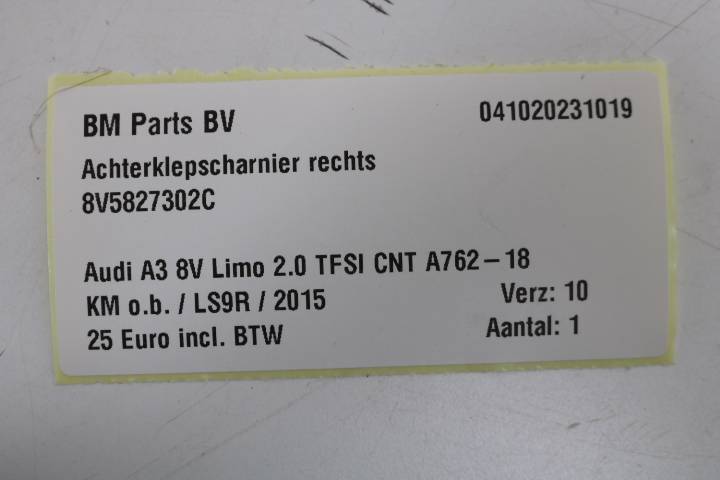 BM Parts BV 041020231019
Achterklepscharnier rechts
8V5827302C
Audi A3 8V Limo 2.0 TFSI CNT A762-18
KM o.b. / LS9R / 2015 Verz: 10
25 Euro incl. BTW Aantal: 1